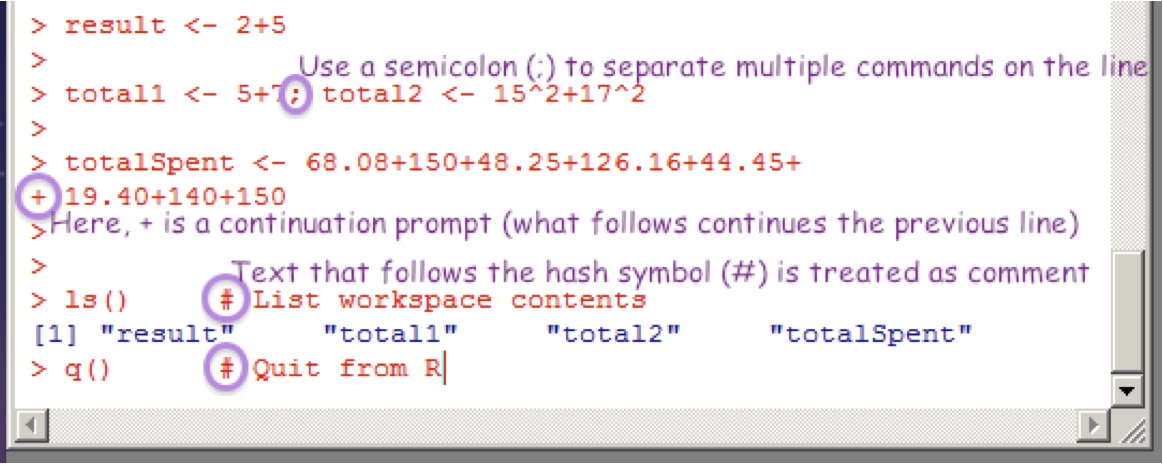 > result <- 2+5
>
Use a semicolon (;) to separate multiple commands on the line
> total1 <- 5+7; total2 <- 15^2+17^2
>
> totalSpent <- 68.08+150+48.25+126.16+44.45+
+ 19.40+140+150
Here, + is a continuation prompt (what follows continues the previous line)
>
>
Text that follows the hash symbol (#) is treated as comment
> ls() # List workspace contents
[1] "result" "total1" "total2" "totalSpent"
> q() # Quit from R